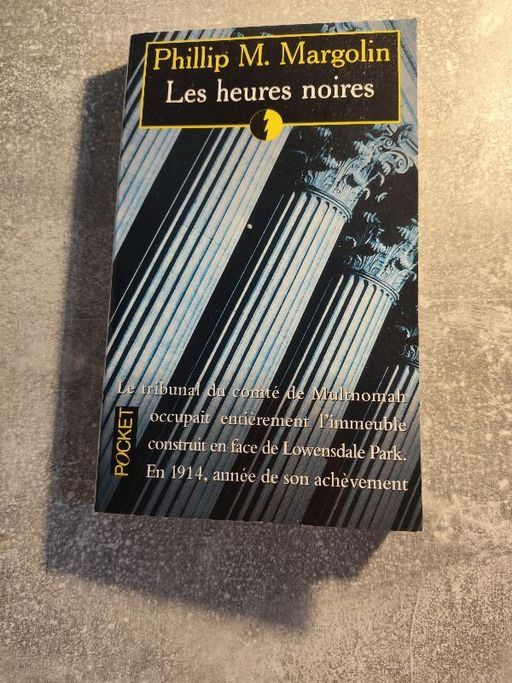 Phillip M. Margolin
Les heures noires
Le tribunal du comté de Multnomah
occupait entièrement l'immeuble
construit en face de Lowensdale Park.
En 1914, année de son achèvement
POCKET